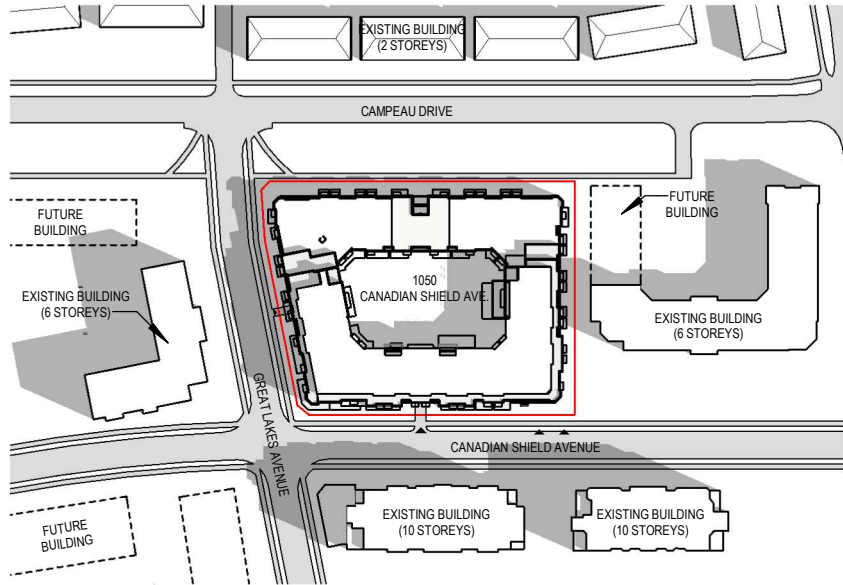 EXISTING BUILDING
(2 STOREYS)
CAMPEAU DRIVE
FUTURE
BUILDING
FUTURE
BUILDING
1050
CANADIAN SHIELD AVE.
EXISTING BUILDING
(6 STOREYS)
EXISTING BUILDING
(6 STOREYS)
GREAT LAKES AVENUE
CANADIAN SHIELD AVENUE
EXISTING BUILDING
(10 STOREYS)
EXISTING BUILDING
(10 STOREYS)
FUTURE
BUILDING